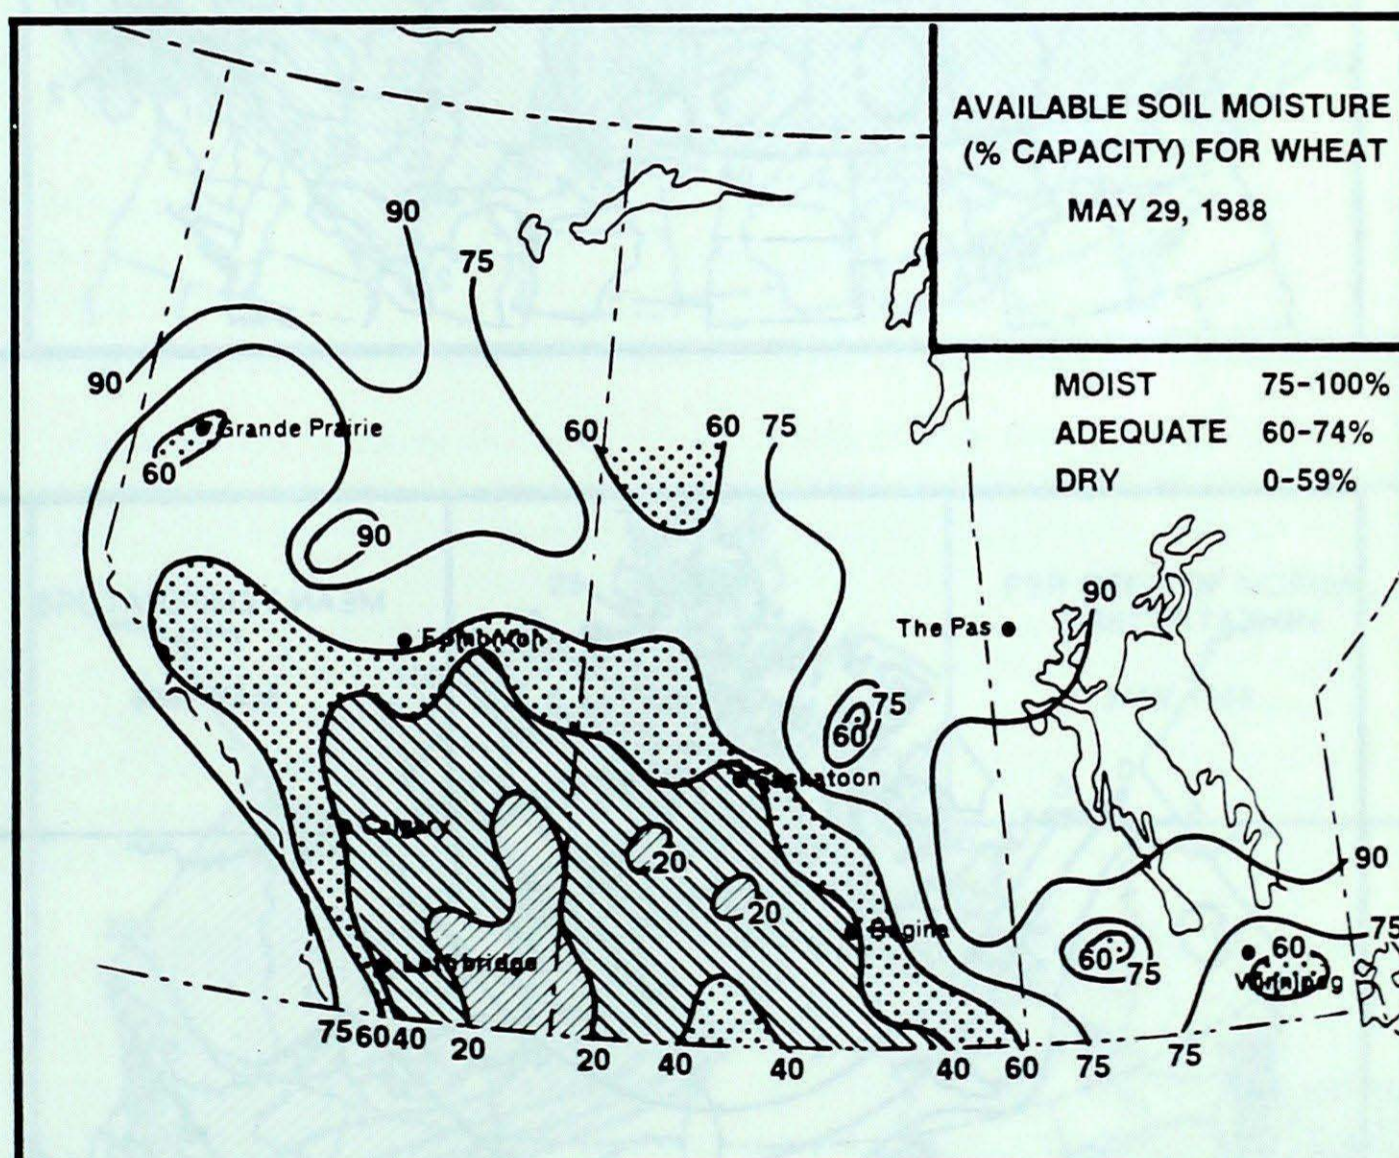 AVAILABLE SOIL MOISTURE
(% CAPACITY) FOR WHEAT
MAY 29, 1988
MOIST 75-100%
ADEQUATE 60-74%
DRY 0-59%
90
75
90
Grande Prairie
60
60 60 75
90
90
The Pas
Edmonton
75
60
Saskatoon
Calgary
20
90
20
Regina
75
60
60 75
Lethbridge
Winnipeg
75 60 40 20 20 40 40 40 60 75 75